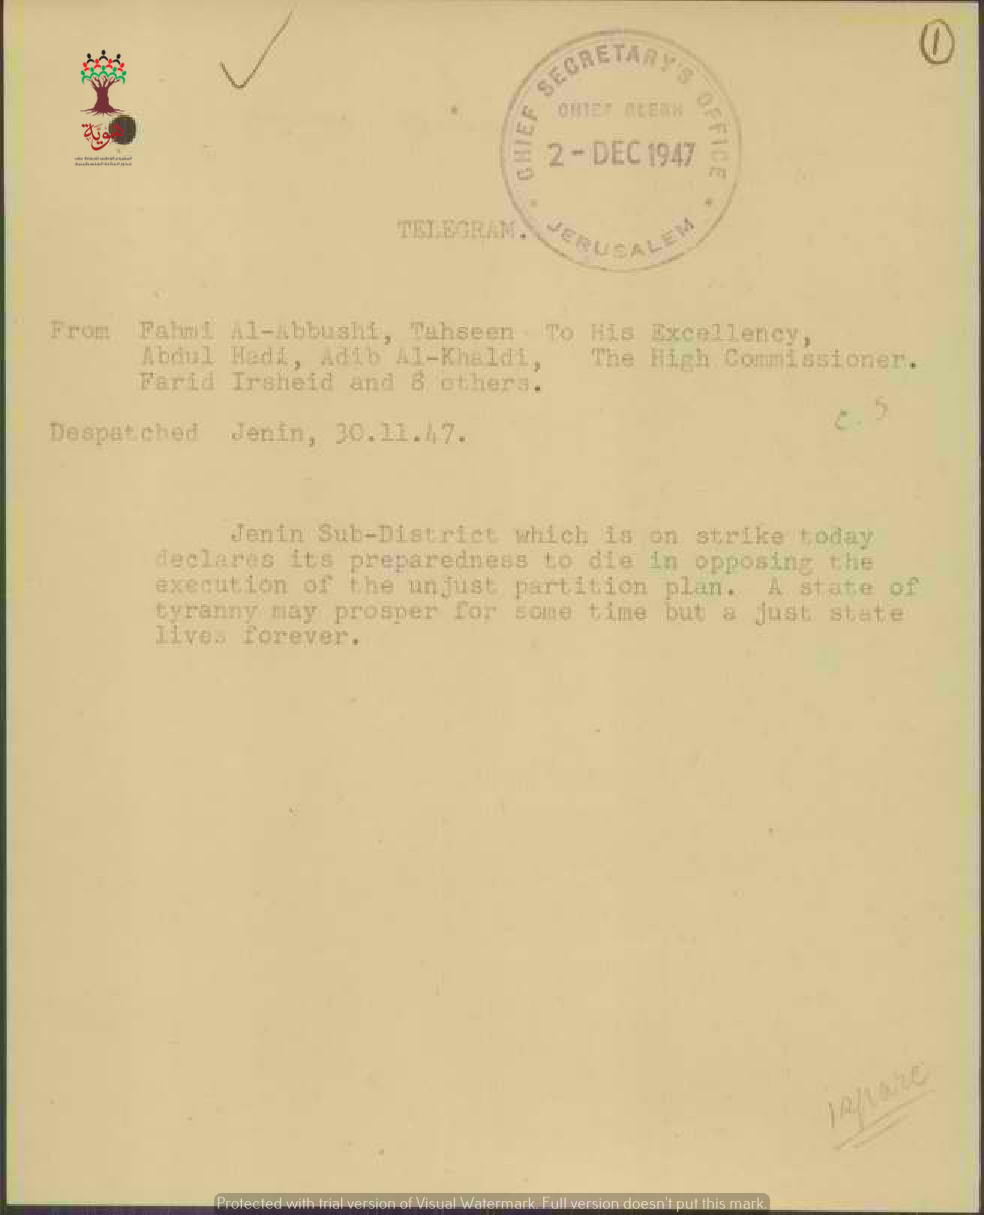 1
CHIEF SECRETARY'S OFFICE
CHIEF CLERK
2 - DEC 1947
JERUSALEM
هوية
TELEGRAM.
From Fahmi Al-Abbushi, Tahseen To His Excellency,
Abdul Hadi, Adib Al-Khaldi, The High Commissioner.
Farid Irsheid and 8 others.
c. 5
Despatched Jenin, 30.11.47.
Jenin Sub-District which is on strike today
declares its preparedness to die in opposing the
execution of the unjust partition plan. A state of
tyranny may prosper for some time but a just state
lives forever.
Protected with trial version of Visual Watermark. Full version doesn't put this mark.